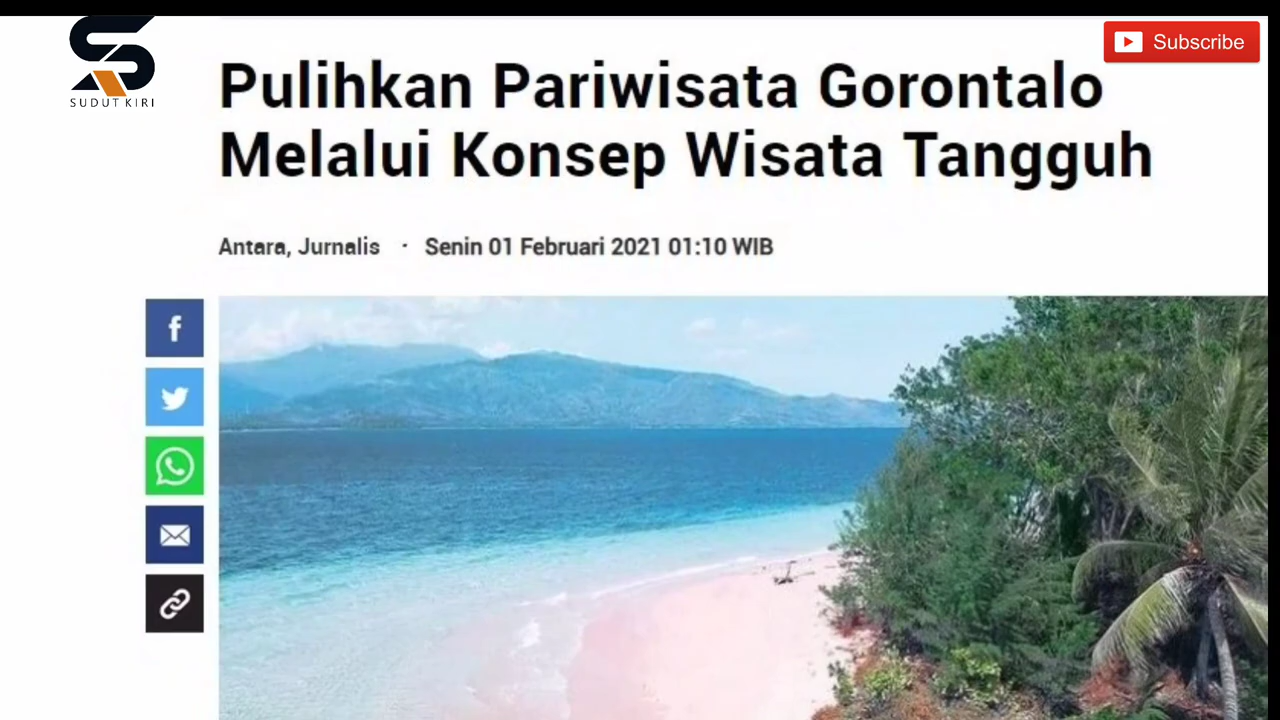 SUDUT KIRI
Subscribe
Pulihkan Pariwisata Gorontalo
Melalui Konsep Wisata Tangguh
Antara, Jurnalis · Senin 01 Februari 2021 01:10 WIB